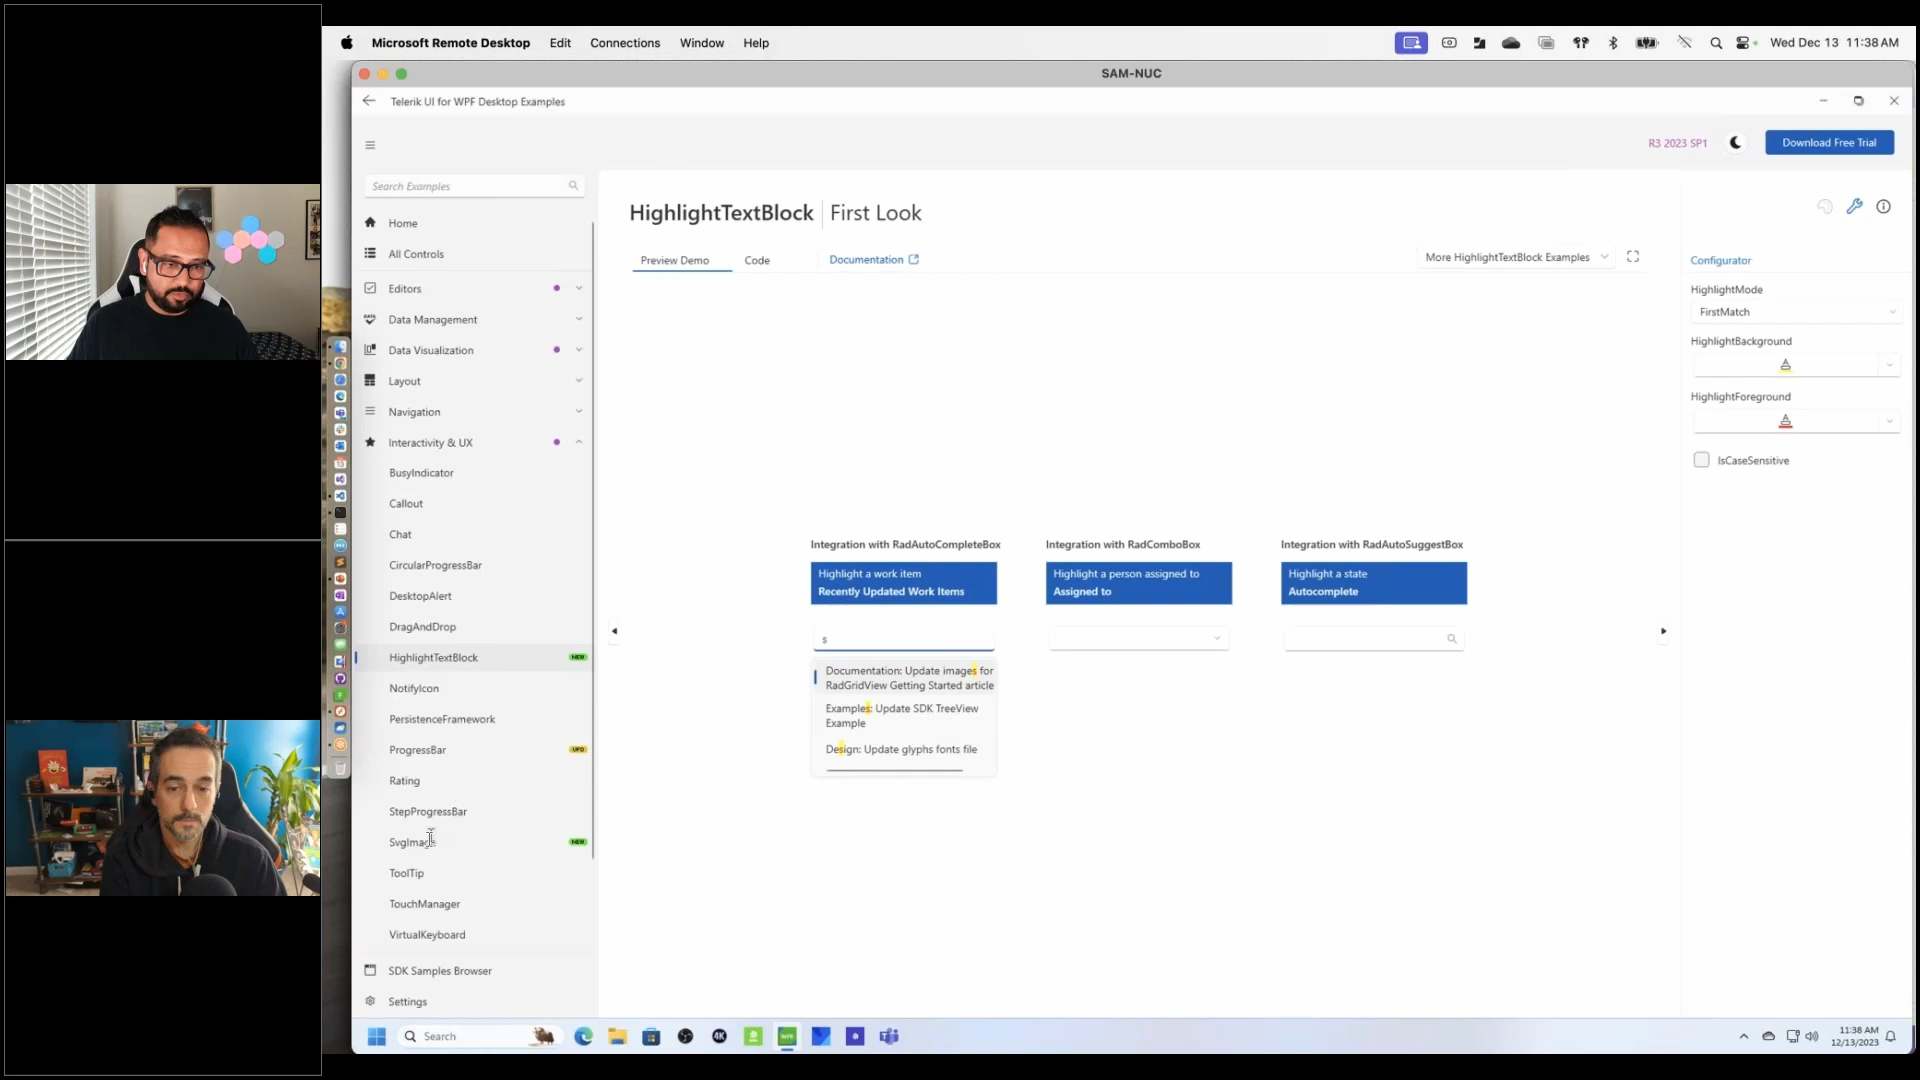 Microsoft Remote Desktop Edit Connections Window Help
Wed Dec 13 11:38 AM
SAM-NUC
Telerik UI for WPF Desktop Examples
R3 2023 SP1
Download Free Trial
Search Examples
Home
All Controls
Editors
Data Management
Data Visualization
Layout
Navigation
Interactivity & UX
BusyIndicator
Callout
Chat
CircularProgressBar
DesktopAlert
DragAndDrop
HighlightTextBlock NEW
NotifyIcon
PersistenceFramework
ProgressBar UPD
Rating
StepProgressBar
SvgImage NEW
ToolTip
TouchManager
VirtualKeyboard
SDK Samples Browser
Settings
HighlightTextBlock First Look
Preview Demo Code Documentation
More HighlightTextBlock Examples
Integration with RadAutoCompleteBox
Highlight a work item
Recently Updated Work Items
s
Documentation: Update images for
RadGridView Getting Started article
Examples: Update SDK TreeView
Example
Design: Update glyphs fonts file
Integration with RadComboBox
Highlight a person assigned to
Assigned to
Integration with RadAutoSuggestBox
Highlight a state
Autocomplete
Configurator
HighlightMode
FirstMatch
HighlightBackground
HighlightForeground
IsCaseSensitive
Search
4K
WPF
11:38 AM
12/13/2023